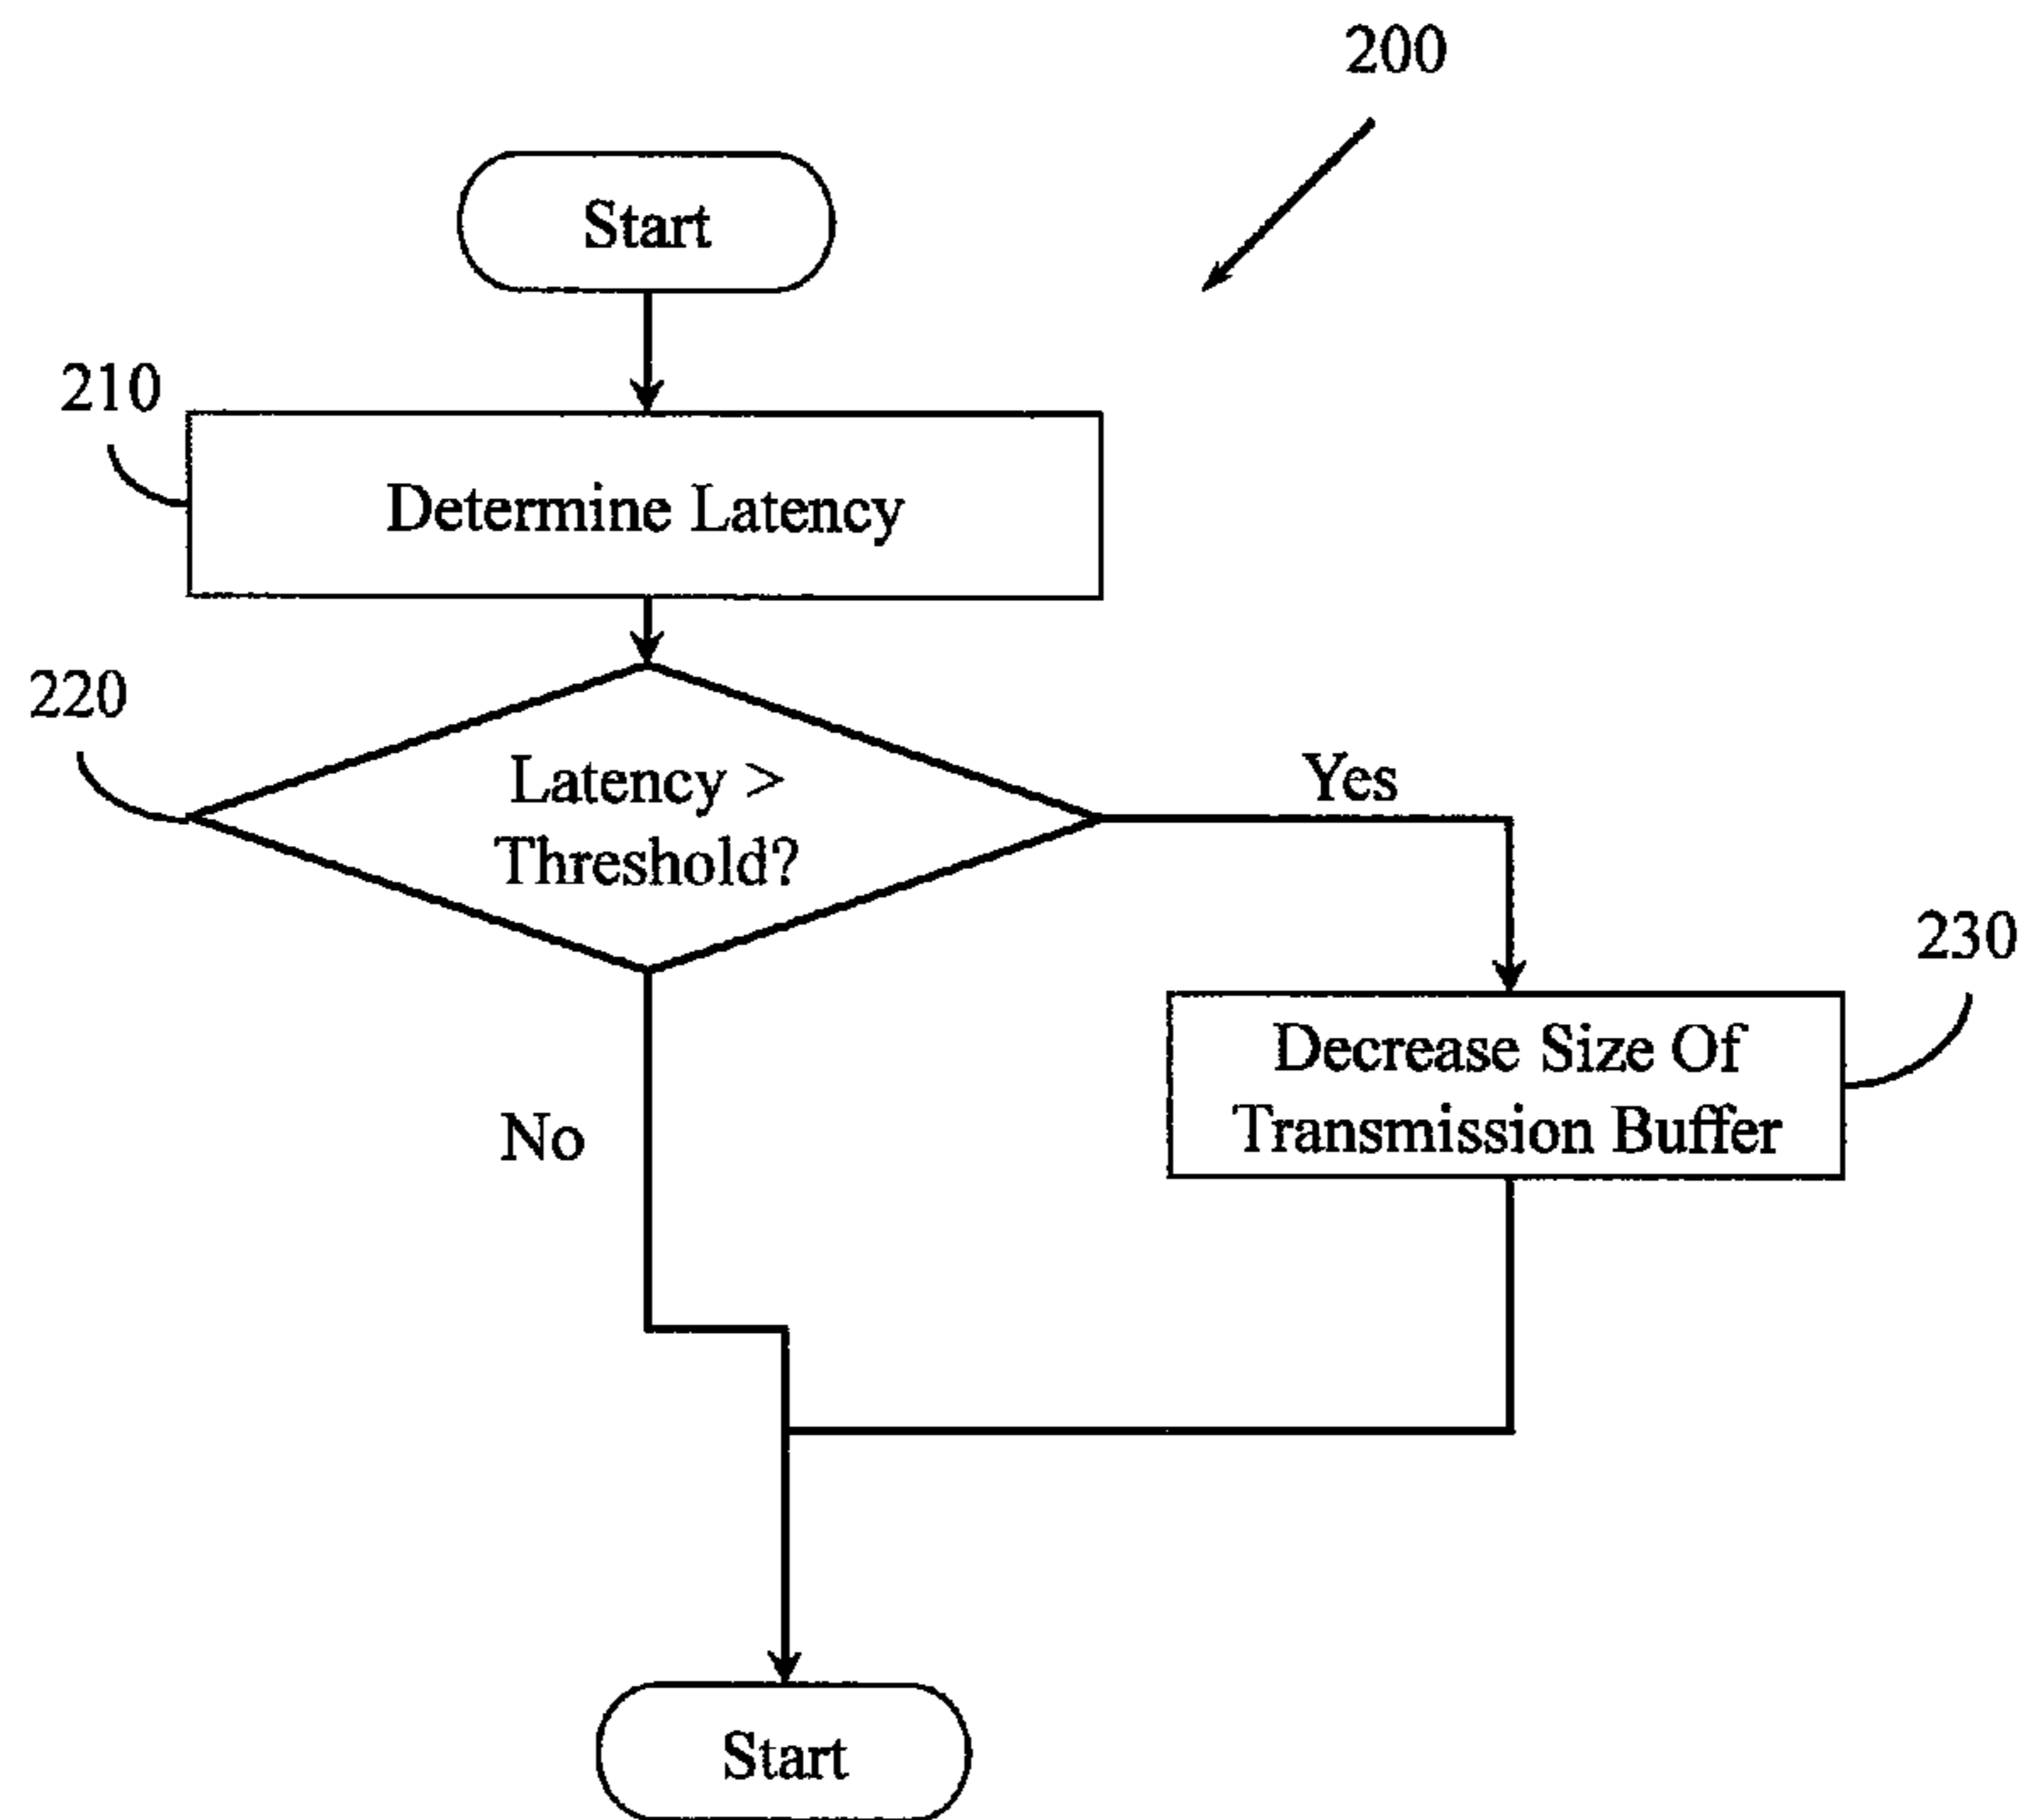 200
Start
210
Determine Latency
220
Latency >
Threshold?
Yes
230
Decrease Size Of
Transmission Buffer
No
Start